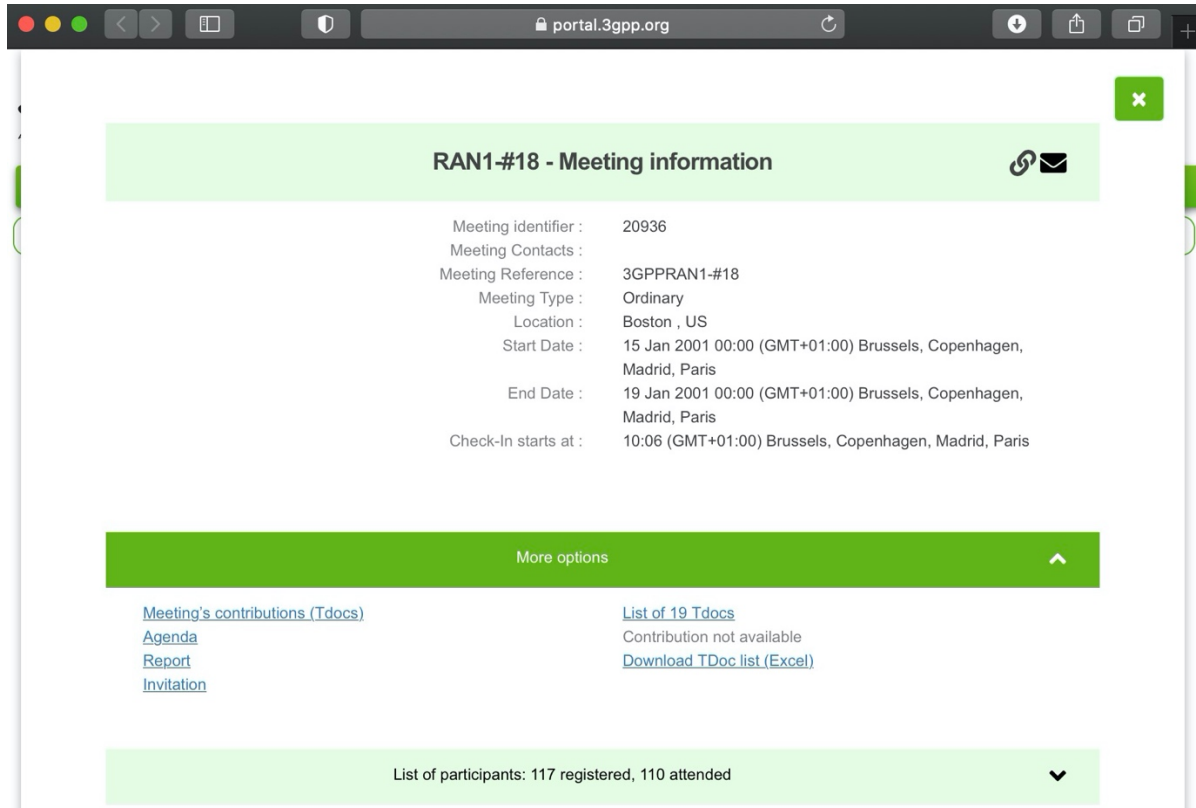 portal.3gpp.org
RAN1-#18 - Meeting information
Meeting identifier : 20936
Meeting Contacts :
Meeting Reference : 3GPPRAN1-#18
Meeting Type : Ordinary
Location : Boston , US
Start Date : 15 Jan 2001 00:00 (GMT+01:00) Brussels, Copenhagen,
Madrid, Paris
End Date : 19 Jan 2001 00:00 (GMT+01:00) Brussels, Copenhagen,
Madrid, Paris
Check-In starts at : 10:06 (GMT+01:00) Brussels, Copenhagen, Madrid, Paris
More options
Meeting's contributions (Tdocs)
Agenda
Report
Invitation
List of 19 Tdocs
Contribution not available
Download TDoc list (Excel)
List of participants: 117 registered, 110 attended